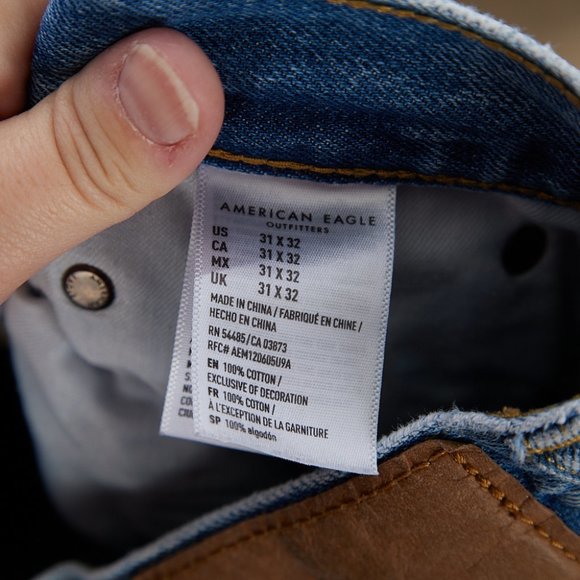 AMERICAN EAGLE
OUTFITTERS
US 31 X 32
CA 31 X 32
MX 31 X 32
UK 31 X 32
MADE IN CHINA / FABRIQUÉ EN CHINE /
HECHO EN CHINA
RN 54485/CA 03873
RFC# AEM120605U9A
EN 100% COTTON /
EXCLUSIVE OF DECORATION
FR 100% COTON /
À L'EXCEPTION DE LA GARNITURE
SP 100% algodón